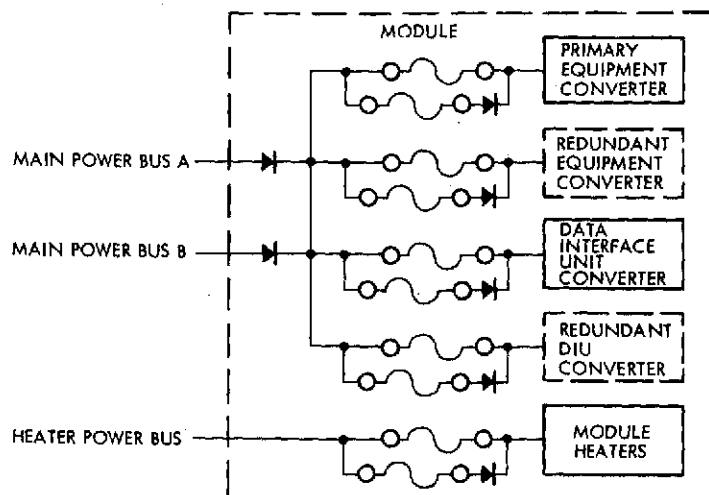 MODULE
PRIMARY
EQUIPMENT
CONVERTER
MAIN POWER BUS A
REDUNDANT
EQUIPMENT
CONVERTER
MAIN POWER BUS B
DATA
INTERFACE
UNIT
CONVERTER
REDUNDANT
DIU
CONVERTER
HEATER POWER BUS
MODULE
HEATERS